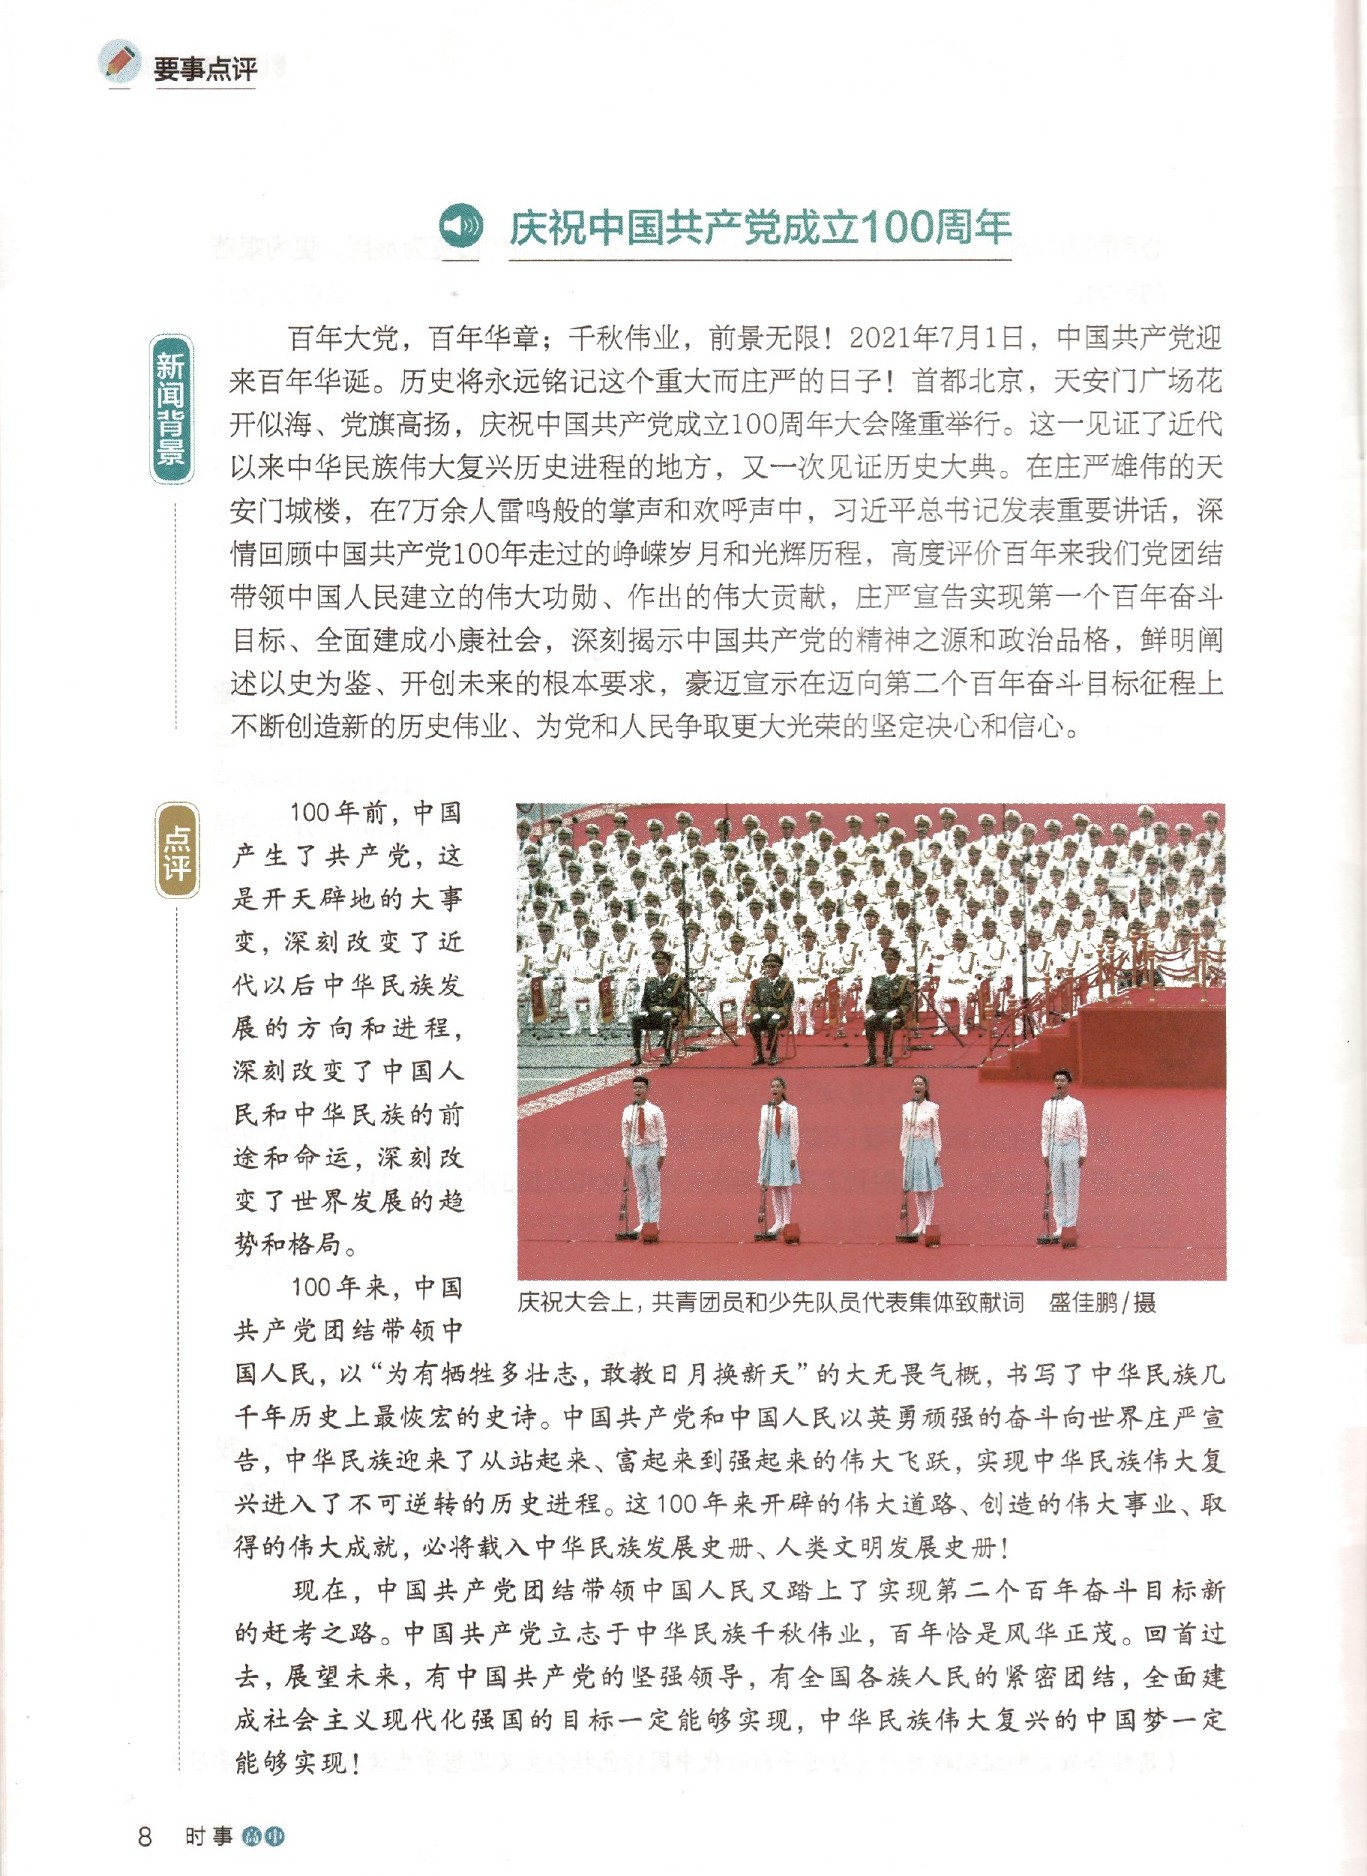 要事点评
庆祝中国共产党成立100周年
新闻背景
百年大党，百年华章；千秋伟业，前景无限！2021年7月1日，中国共产党迎
来百年华诞。历史将永远铭记这个重大而庄严的日子！首都北京，天安门广场花
开似海、党旗高扬，庆祝中国共产党成立100周年大会隆重举行。这一见证了近代
以来中华民族伟大复兴历史进程的地方，又一次见证历史大典。在庄严雄伟的天
安门城楼，在7万余人雷鸣般的掌声和欢呼声中，习近平总书记发表重要讲话，深
情回顾中国共产党100年走过的峥嵘岁月和光辉历程，高度评价百年来我们党团结
带领中国人民建立的伟大功勋、作出的伟大贡献，庄严宣告实现第一个百年奋斗
目标、全面建成小康社会，深刻揭示中国共产党的精神之源和政治品格，鲜明阐
述以史为鉴、开创未来的根本要求，豪迈宣示在迈向第二个百年奋斗目标征程上
不断创造新的历史伟业、为党和人民争取更大光荣的坚定决心和信心。
点评
100年前，中国
产生了共产党，这
是开天辟地的大事
变，深刻改变了近
代以后中华民族发
展的方向和进程，
深刻改变了中国人
民和中华民族的前
途和命运，深刻改
变了世界发展的趋
势和格局。
庆祝大会上，共青团员和少先队员代表集体致献词　盛佳鹏/摄
100年来，中国
共产党团结带领中
国人民，以“为有牺牲多壮志，敢教日月换新天”的大无畏气概，书写了中华民族几
千年历史上最恢宏的史诗。中国共产党和中国人民以英勇顽强的奋斗向世界庄严宣
告，中华民族迎来了从站起来、富起来到强起来的伟大飞跃，实现中华民族伟大复
兴进入了不可逆转的历史进程。这100年来开辟的伟大道路、创造的伟大事业、取
得的伟大成就，必将载入中华民族发展史册、人类文明发展史册！
现在，中国共产党团结带领中国人民又踏上了实现第二个百年奋斗目标新
的赶考之路。中国共产党立志于中华民族千秋伟业，百年恰是风华正茂。回首过
去，展望未来，有中国共产党的坚强领导，有全国各族人民的紧密团结，全面建
成社会主义现代化强国的目标一定能够实现，中华民族伟大复兴的中国梦一定
能够实现！
8 时事 高中